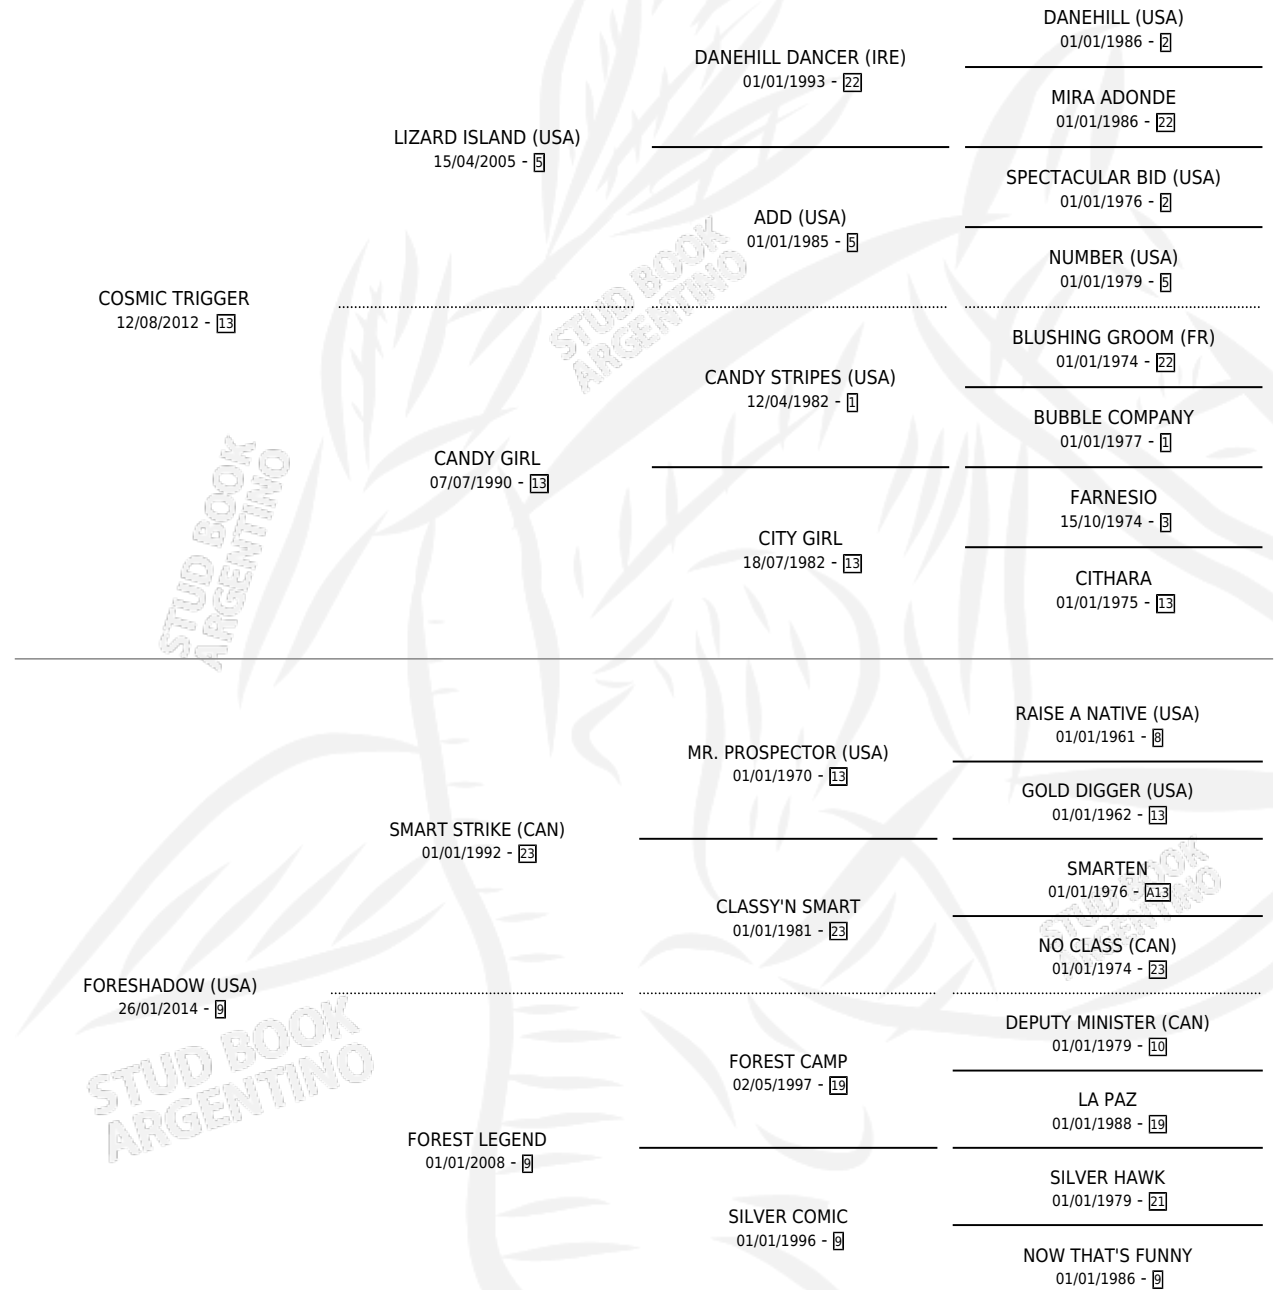 DANEHILL (USA)
01/01/1986 - 2
DANEHILL DANCER (IRE)
01/01/1993 - 22
MIRA ADONDE
01/01/1986 - 22
LIZARD ISLAND (USA)
15/04/2005 - 5
SPECTACULAR BID (USA)
01/01/1976 - 2
ADD (USA)
01/01/1985 - 5
NUMBER (USA)
01/01/1979 - 5
COSMIC TRIGGER
12/08/2012 - 13
BLUSHING GROOM (FR)
01/01/1974 - 22
CANDY STRIPES (USA)
12/04/1982 - 1
BUBBLE COMPANY
01/01/1977 - 1
CANDY GIRL
07/07/1990 - 13
FARNESIO
15/10/1974 - 3
CITY GIRL
18/07/1982 - 13
CITHARA
01/01/1975 - 13
STUD BOOK
ARGENTINO
STUD BOOK
ARGENTINO
RAISE A NATIVE (USA)
01/01/1961 - 8
MR. PROSPECTOR (USA)
01/01/1970 - 13
GOLD DIGGER (USA)
01/01/1962 - 13
SMART STRIKE (CAN)
01/01/1992 - 23
SMARTEN
01/01/1976 - A13
CLASSY'N SMART
01/01/1981 - 23
NO CLASS (CAN)
01/01/1974 - 23
STUD BOOK
ARGENTINO
FORESHADOW (USA)
26/01/2014 - 9
DEPUTY MINISTER (CAN)
01/01/1979 - 10
FOREST CAMP
02/05/1997 - 19
LA PAZ
01/01/1988 - 19
FOREST LEGEND
01/01/2008 - 9
SILVER HAWK
01/01/1979 - 21
SILVER COMIC
01/01/1996 - 9
NOW THAT'S FUNNY
01/01/1986 - 9
STUD BOOK
ARGENTINO